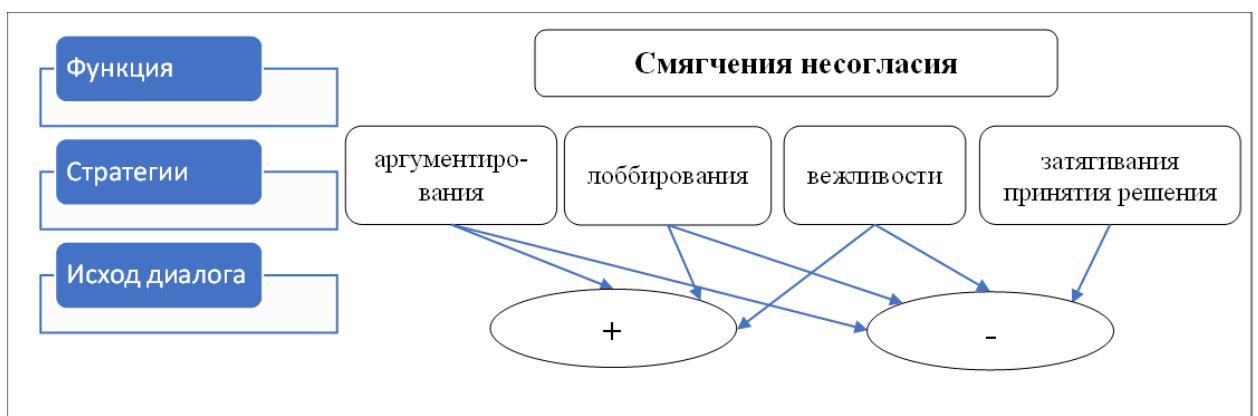 Функция
Смягчения несогласия
Стратегии
аргументиро-
вания
лоббирования
вежливости
затягивания
принятия решения
Исход диалога
+
-